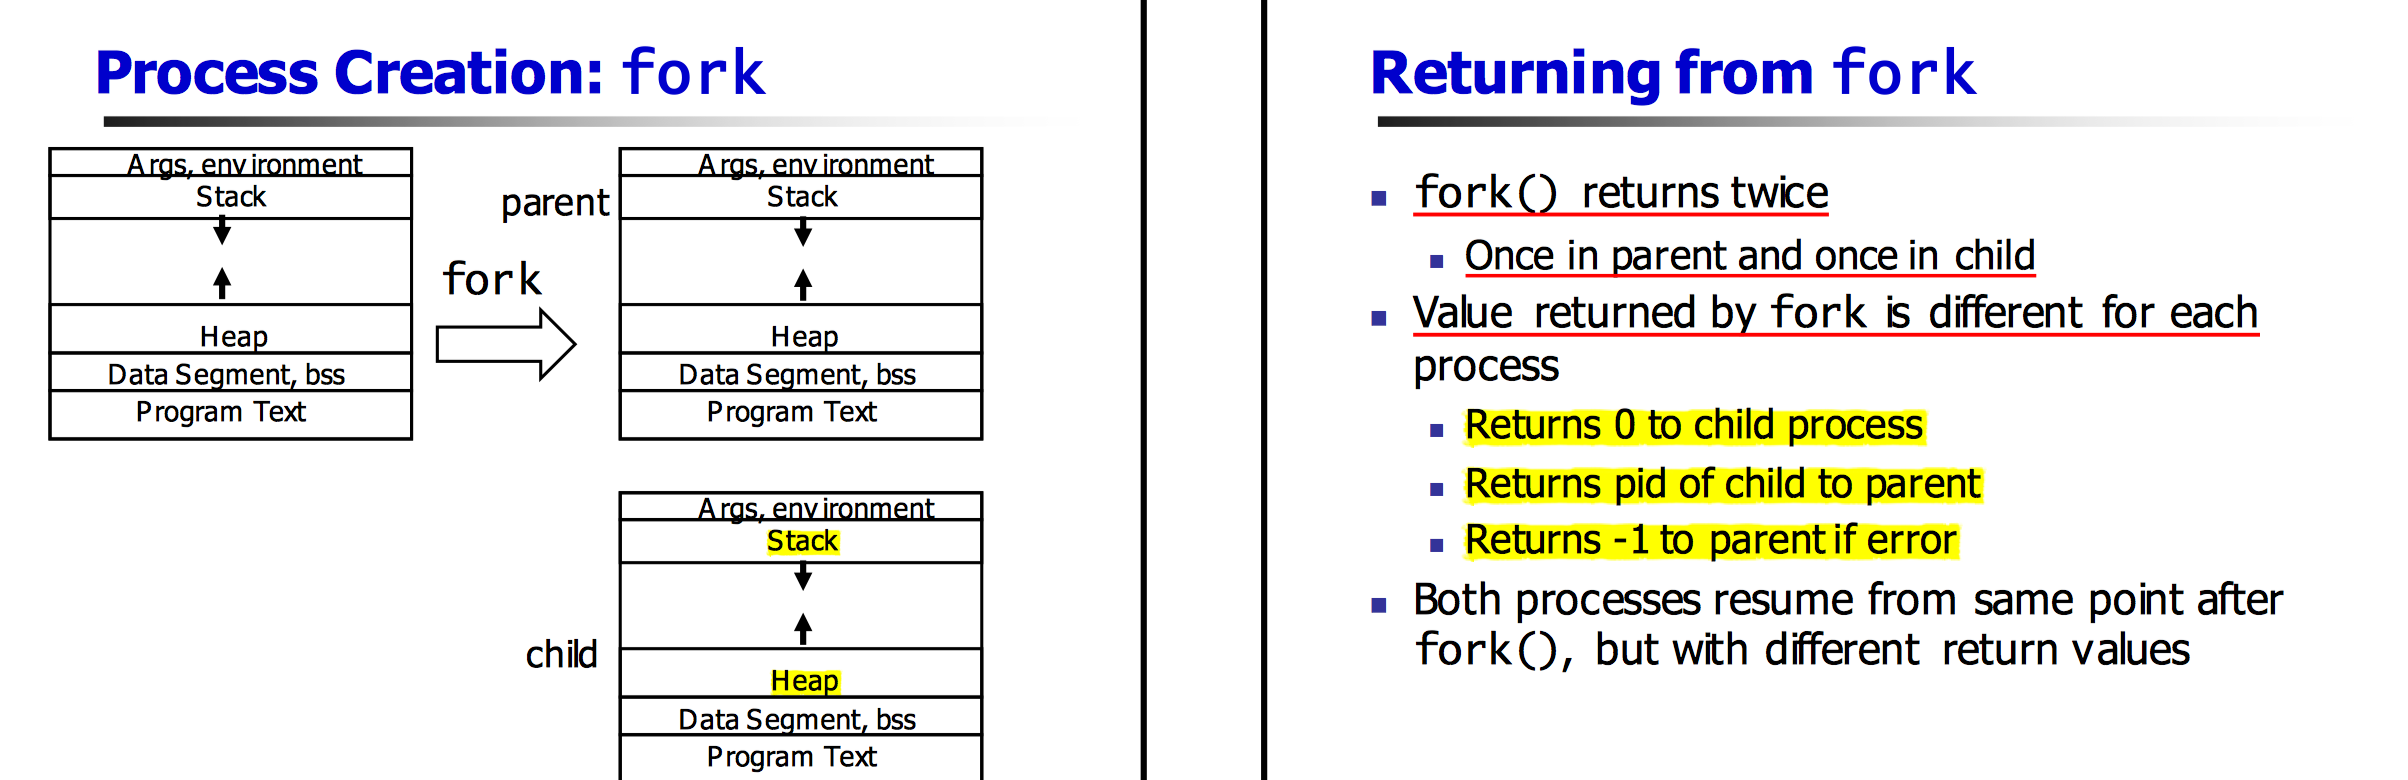 Process Creation: fork
Args, environment
Stack
Heap
Data Segment, bss
Program Text
fork
parent
Args, environment
Stack
Heap
Data Segment, bss
Program Text
child
Args, environment
Stack
Heap
Data Segment, bss
Program Text
Returning from fork
fork() returns twice
Once in parent and once in child
Value returned by fork is different for each
process
Returns 0 to child process
Returns pid of child to parent
Returns -1 to parent if error
Both processes resume from same point after
fork(), but with different return values